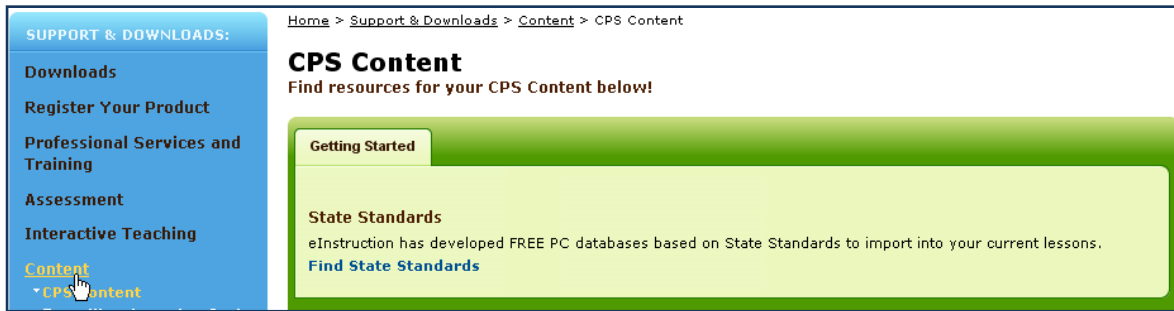 Home > Support & Downloads > Content > CPS Content
SUPPORT & DOWNLOADS:
Downloads
Register Your Product
Professional Services and
Training
Assessment
Interactive Teaching
Content
CPS Content
CPS Content
Find resources for your CPS Content below!
Getting Started
State Standards
eInstruction has developed FREE PC databases based on State Standards to import into your current lessons.
Find State Standards